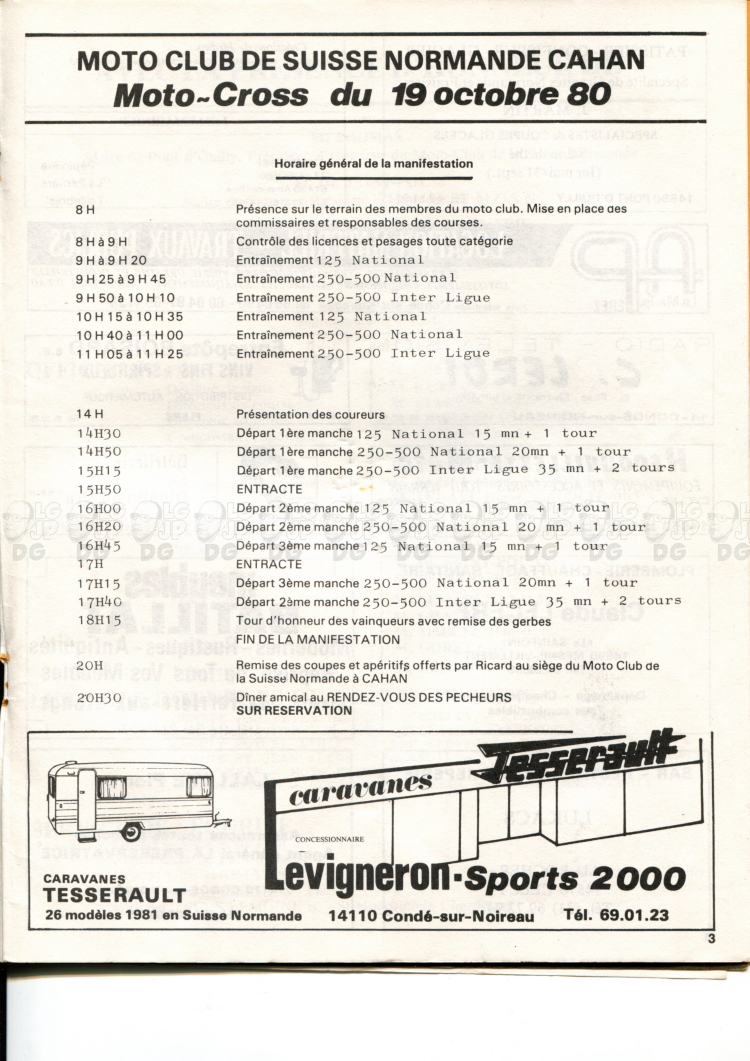 MOTO CLUB DE SUISSE NORMANDE CAHAN
Moto-Cross du 19 octobre 80
Horaire général de la manifestation
8 H Présence sur le terrain des membres du moto club. Mise en place des
commissaires et responsables des courses.
8 H à 9 H Contrôle des licences et pesages toute catégorie
9 H à 9 H 20 Entraînement 125 National
9 H 25 à 9 H 45 Entraînement 250-500 National
9 H 50 à 10 H 10 Entraînement 250-500 Inter Ligue
10 H 15 à 10 H 35 Entraînement 125 National
10 H 40 à 11 H 00 Entraînement 250-500 National
11 H 05 à 11 H 25 Entraînement 250-500 Inter Ligue
14 H Présentation des coureurs
14H30 Départ 1ère manche 125 National 15 mn + 1 tour
14H50 Départ 1ère manche 250-500 National 20mn + 1 tour
15H15 Départ 1ère manche 250-500 Inter Ligue 35 mn + 2 tours
15H50 ENTRACTE
16H00 Départ 2ème manche 125 National 15 mn + 1 tour
16H20 Départ 2ème manche 250-500 National 20 mn + 1 tour
16H45 Départ 3ème manche 125 National 15 mn + 1 tour
17H ENTRACTE
17H15 Départ 3ème manche 250-500 National 20mn + 1 tour
17H40 Départ 2ème manche 250-500 Inter Ligue 35 mn + 2 tours
18H15 Tour d'honneur des vainqueurs avec remise des gerbes
FIN DE LA MANIFESTATION
20H Remise des coupes et apéritifs offerts par Ricard au siège du Moto Club de
la Suisse Normande à CAHAN
20H30 Dîner amical au RENDEZ-VOUS DES PECHEURS
SUR RESERVATION
caravanes Tesserault
CONCESSIONNAIRE
Levigneron-Sports 2000
CARAVANES
TESSERAULT
26 modèles 1981 en Suisse Normande 14110 Condé-sur-Noireau Tél. 69.01.23
3